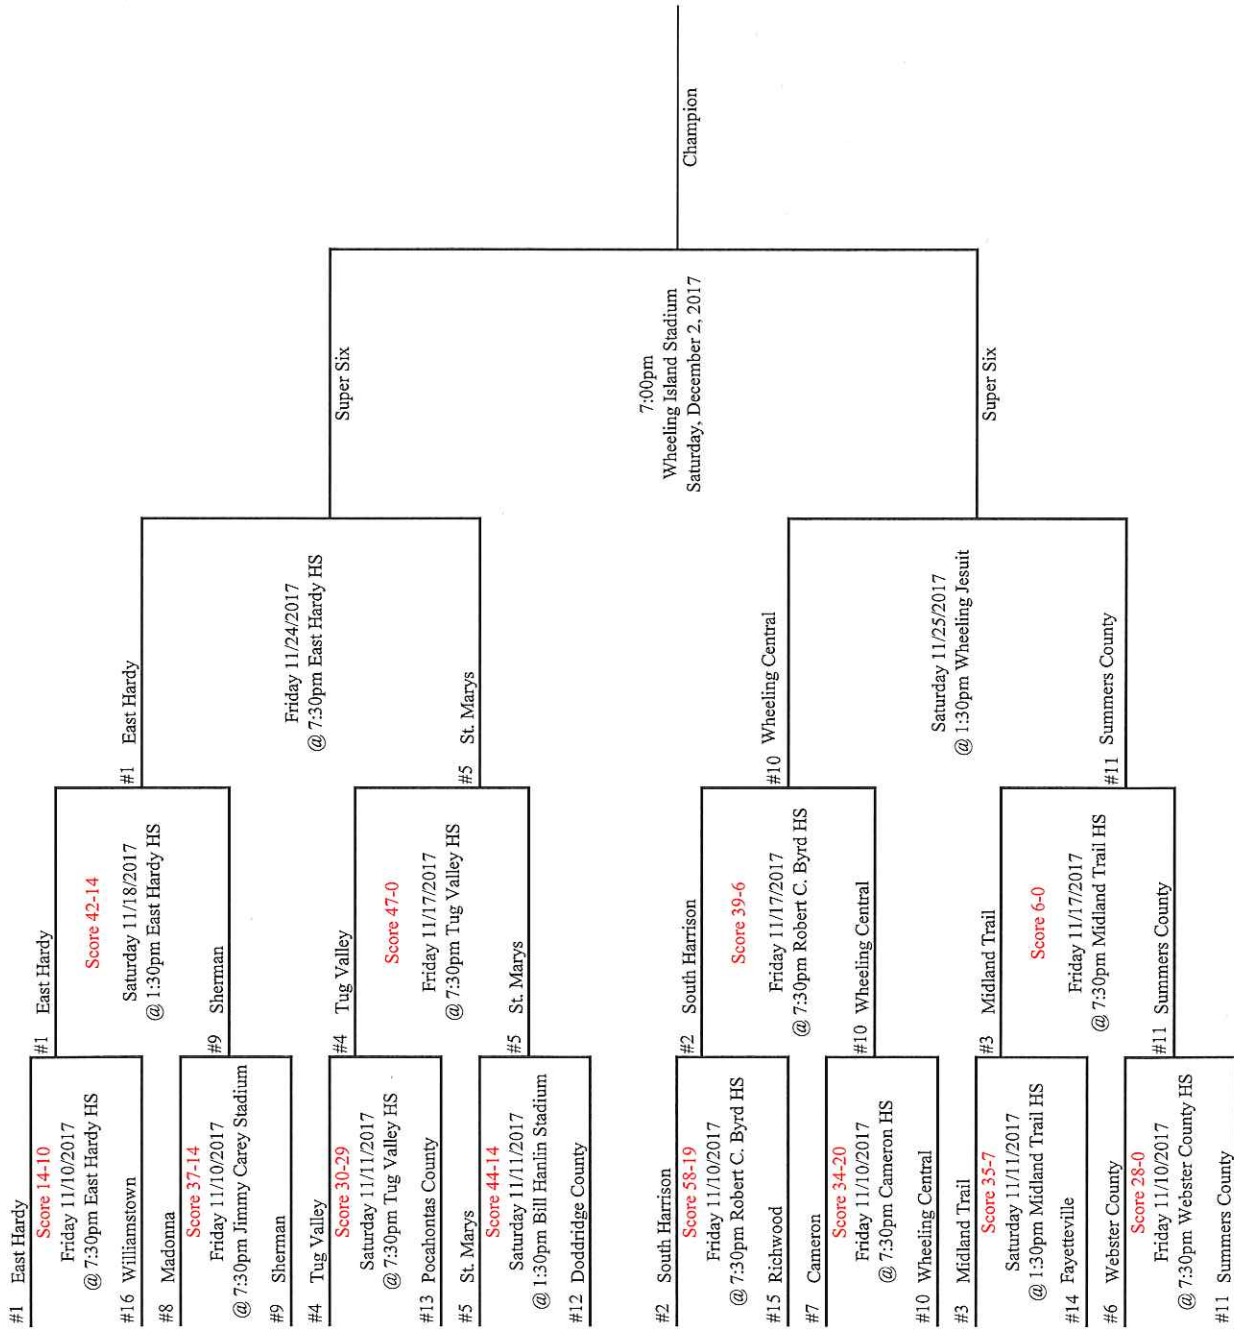 #1 East Hardy
Score 14-10
Friday 11/10/2017
@ 7:30pm East Hardy HS
#16 Williamstown
#8 Madonna
Score 37-14
Friday 11/10/2017
@ 7:30pm Jimmy Carey Stadium
#9 Sherman
#4 Tug Valley
Score 30-29
Saturday 11/11/2017
@ 7:30pm Tug Valley HS
#13 Pocahontas County
#5 St. Marys
Score 44-14
Saturday 11/11/2017
@ 1:30pm Bill Hanlin Stadium
#12 Doddridge County
#2 South Harrison
Score 58-19
Friday 11/10/2017
@ 7:30pm Robert C. Byrd HS
#15 Richwood
#7 Cameron
Score 34-20
Friday 11/10/2017
@ 7:30pm Cameron HS
#10 Wheeling Central
#3 Midland Trail
Score 35-7
Saturday 11/11/2017
@ 1:30pm Midland Trail HS
#14 Fayetteville
#6 Webster County
Score 28-0
Friday 11/10/2017
@ 7:30pm Webster County HS
#11 Summers County
#1 East Hardy
Score 42-14
Saturday 11/18/2017
@ 1:30pm East Hardy HS
#9 Sherman
#4 Tug Valley
Score 47-0
Friday 11/17/2017
@ 7:30pm Tug Valley HS
#5 St. Marys
#2 South Harrison
Score 39-6
Friday 11/17/2017
@ 7:30pm Robert C. Byrd HS
#10 Wheeling Central
#3 Midland Trail
Score 6-0
Friday 11/17/2017
@ 7:30pm Midland Trail HS
#11 Summers County
#1 East Hardy
Friday 11/24/2017
@ 7:30pm East Hardy HS
#5 St. Marys
#10 Wheeling Central
Saturday 11/25/2017
@ 1:30pm Wheeling Jesuit
#11 Summers County
Super Six
7:00pm
Wheeling Island Stadium
Saturday, December 2, 2017
Super Six
Champion